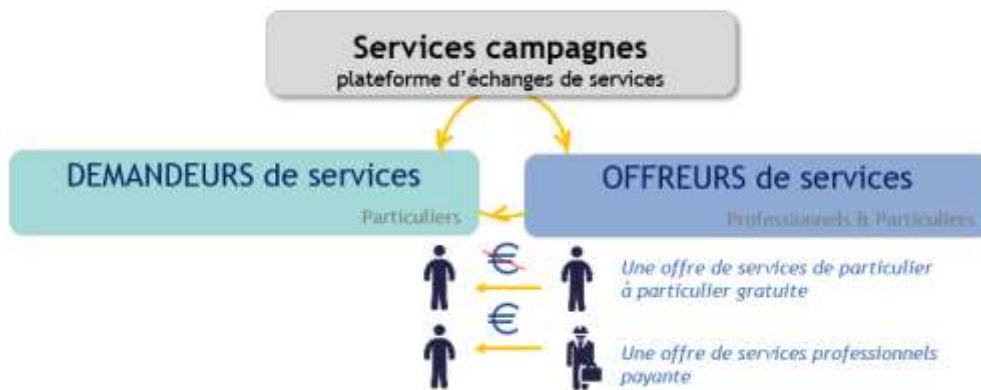 Services campagnes
plateforme d'échanges de services
DEMANDEURS de services
Particuliers
OFFREURS de services
Professionnels & Particuliers
€
Une offre de services de particulier
à particulier gratuite
€
Une offre de services professionnels
payante